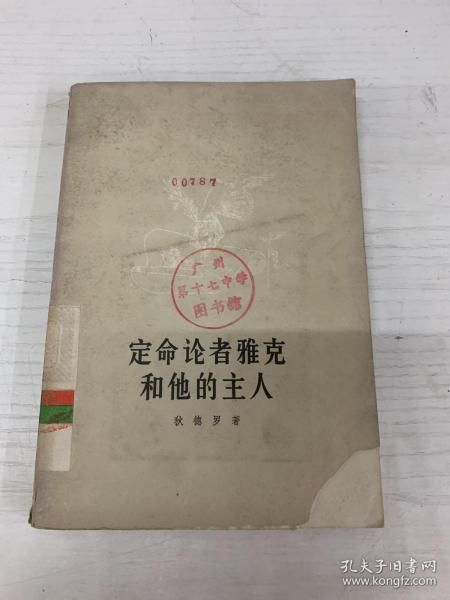 00787
广州
第十七中学
图书馆
定命论者雅克
和他的主人
狄德罗著
孔夫子旧书网
www.kongfz.com